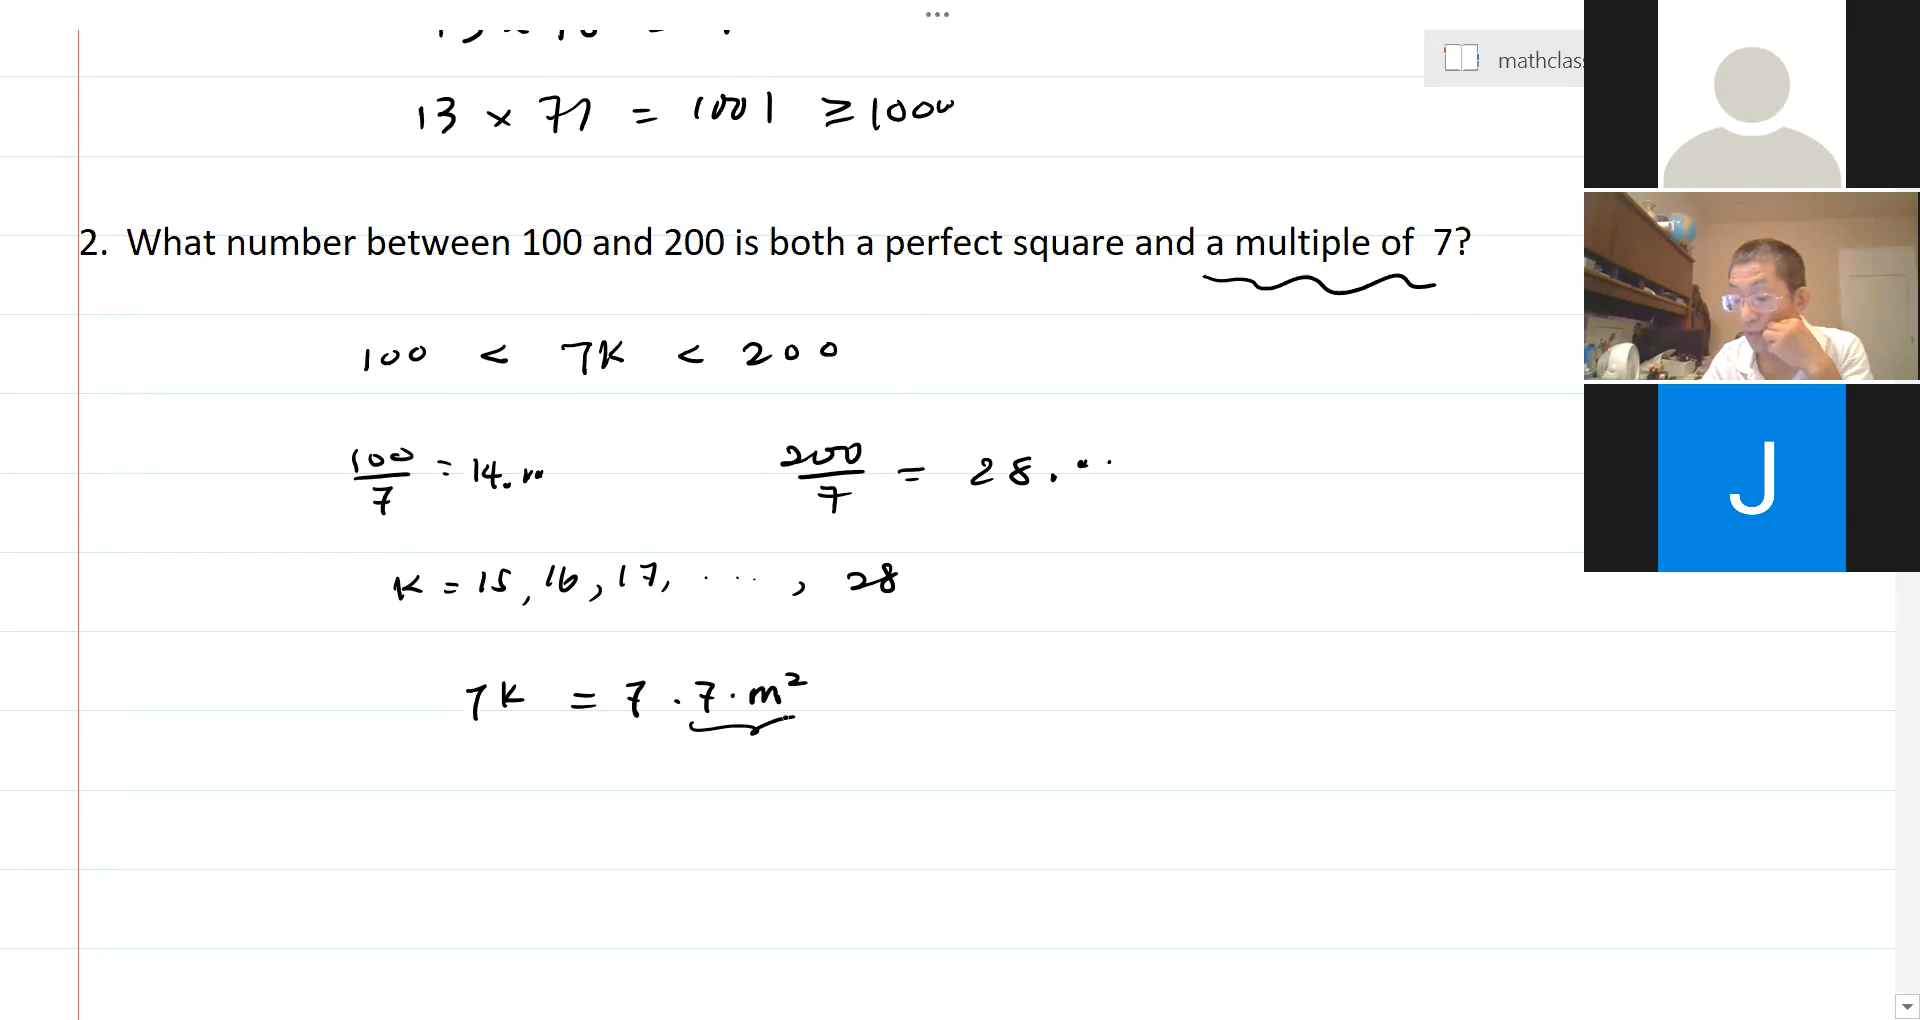 mathclas
13 × 77 = 1001 ≥ 1000
2. What number between 100 and 200 is both a perfect square and a multiple of 7?
100 < 7K < 200
100/7 = 14. ... 200/7 = 28. ...
K = 15, 16, 17, ..., 28
7K = 7 · 7 · m²
J